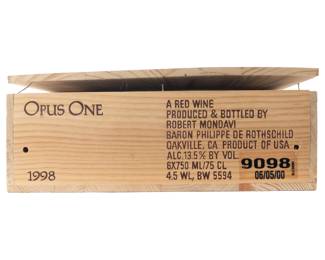 OPUS ONE
1998
A RED WINE
PRODUCED & BOTTLED BY
ROBERT MONDAVI
BARON PHILIPPE DE ROTHSCHILD
OAKVILLE, CA PRODUCT OF USA
ALC.13.5% BY VOL.
6X750 ML/75 CL
4.5 WL, BW 5594
9098
06/05/00